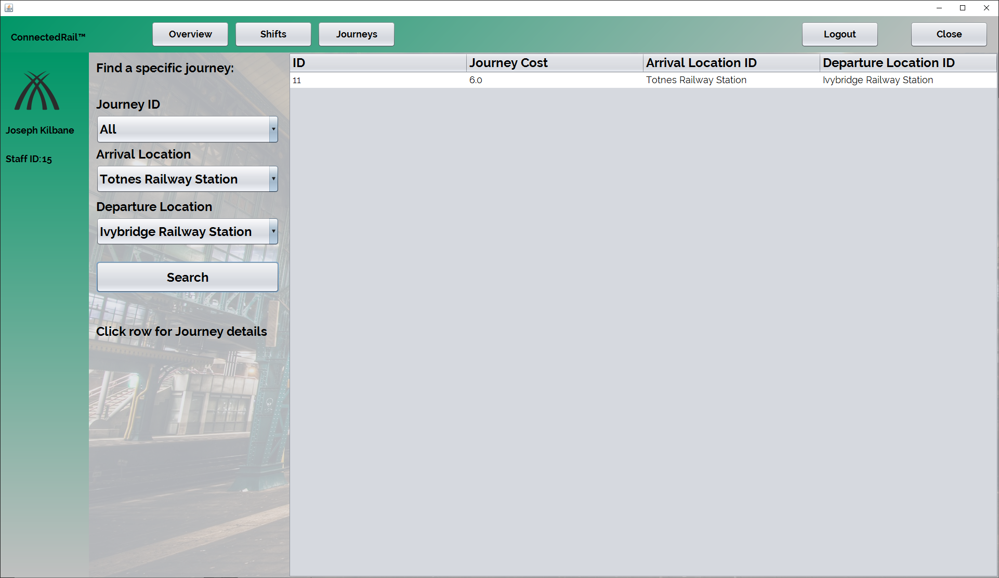 ConnectedRail™
Overview
Shifts
Journeys
Logout
Close
Joseph Kilbane
Staff ID:15
Find a specific journey:
Journey ID
All
Arrival Location
Totnes Railway Station
Departure Location
Ivybridge Railway Station
Search
Click row for Journey details
ID Journey Cost Arrival Location ID Departure Location ID
11 6.0 Totnes Railway Station Ivybridge Railway Station